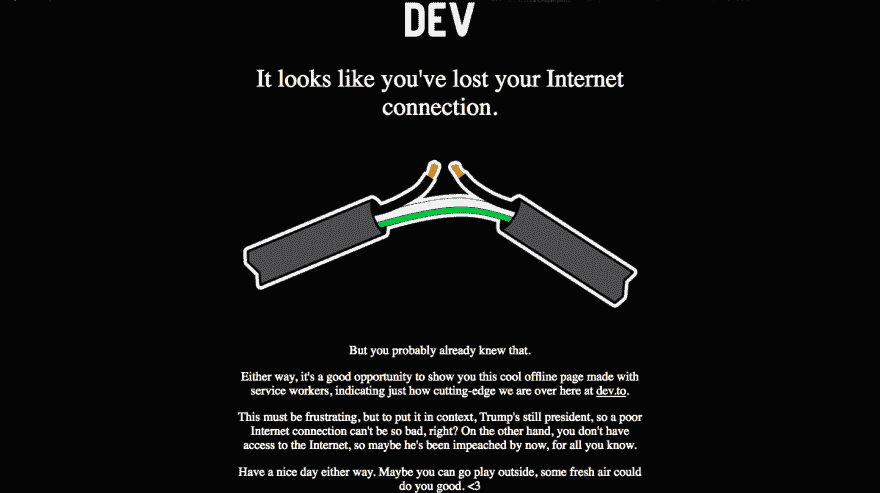 DEV
It looks like you've lost your Internet
connection.
But you probably already knew that.
Either way, it's a good opportunity to show you this cool offline page made with
service workers, indicating just how cutting-edge we are over here at dev.to.
This must be frustrating, but to put it in context, Trump's still president, so a poor
Internet connection can't be so bad, right? On the other hand, you don't have
access to the Internet, so maybe he's been impeached by now, for all you know.
Have a nice day either way. Maybe you can go play outside, some fresh air could
do you good. <3